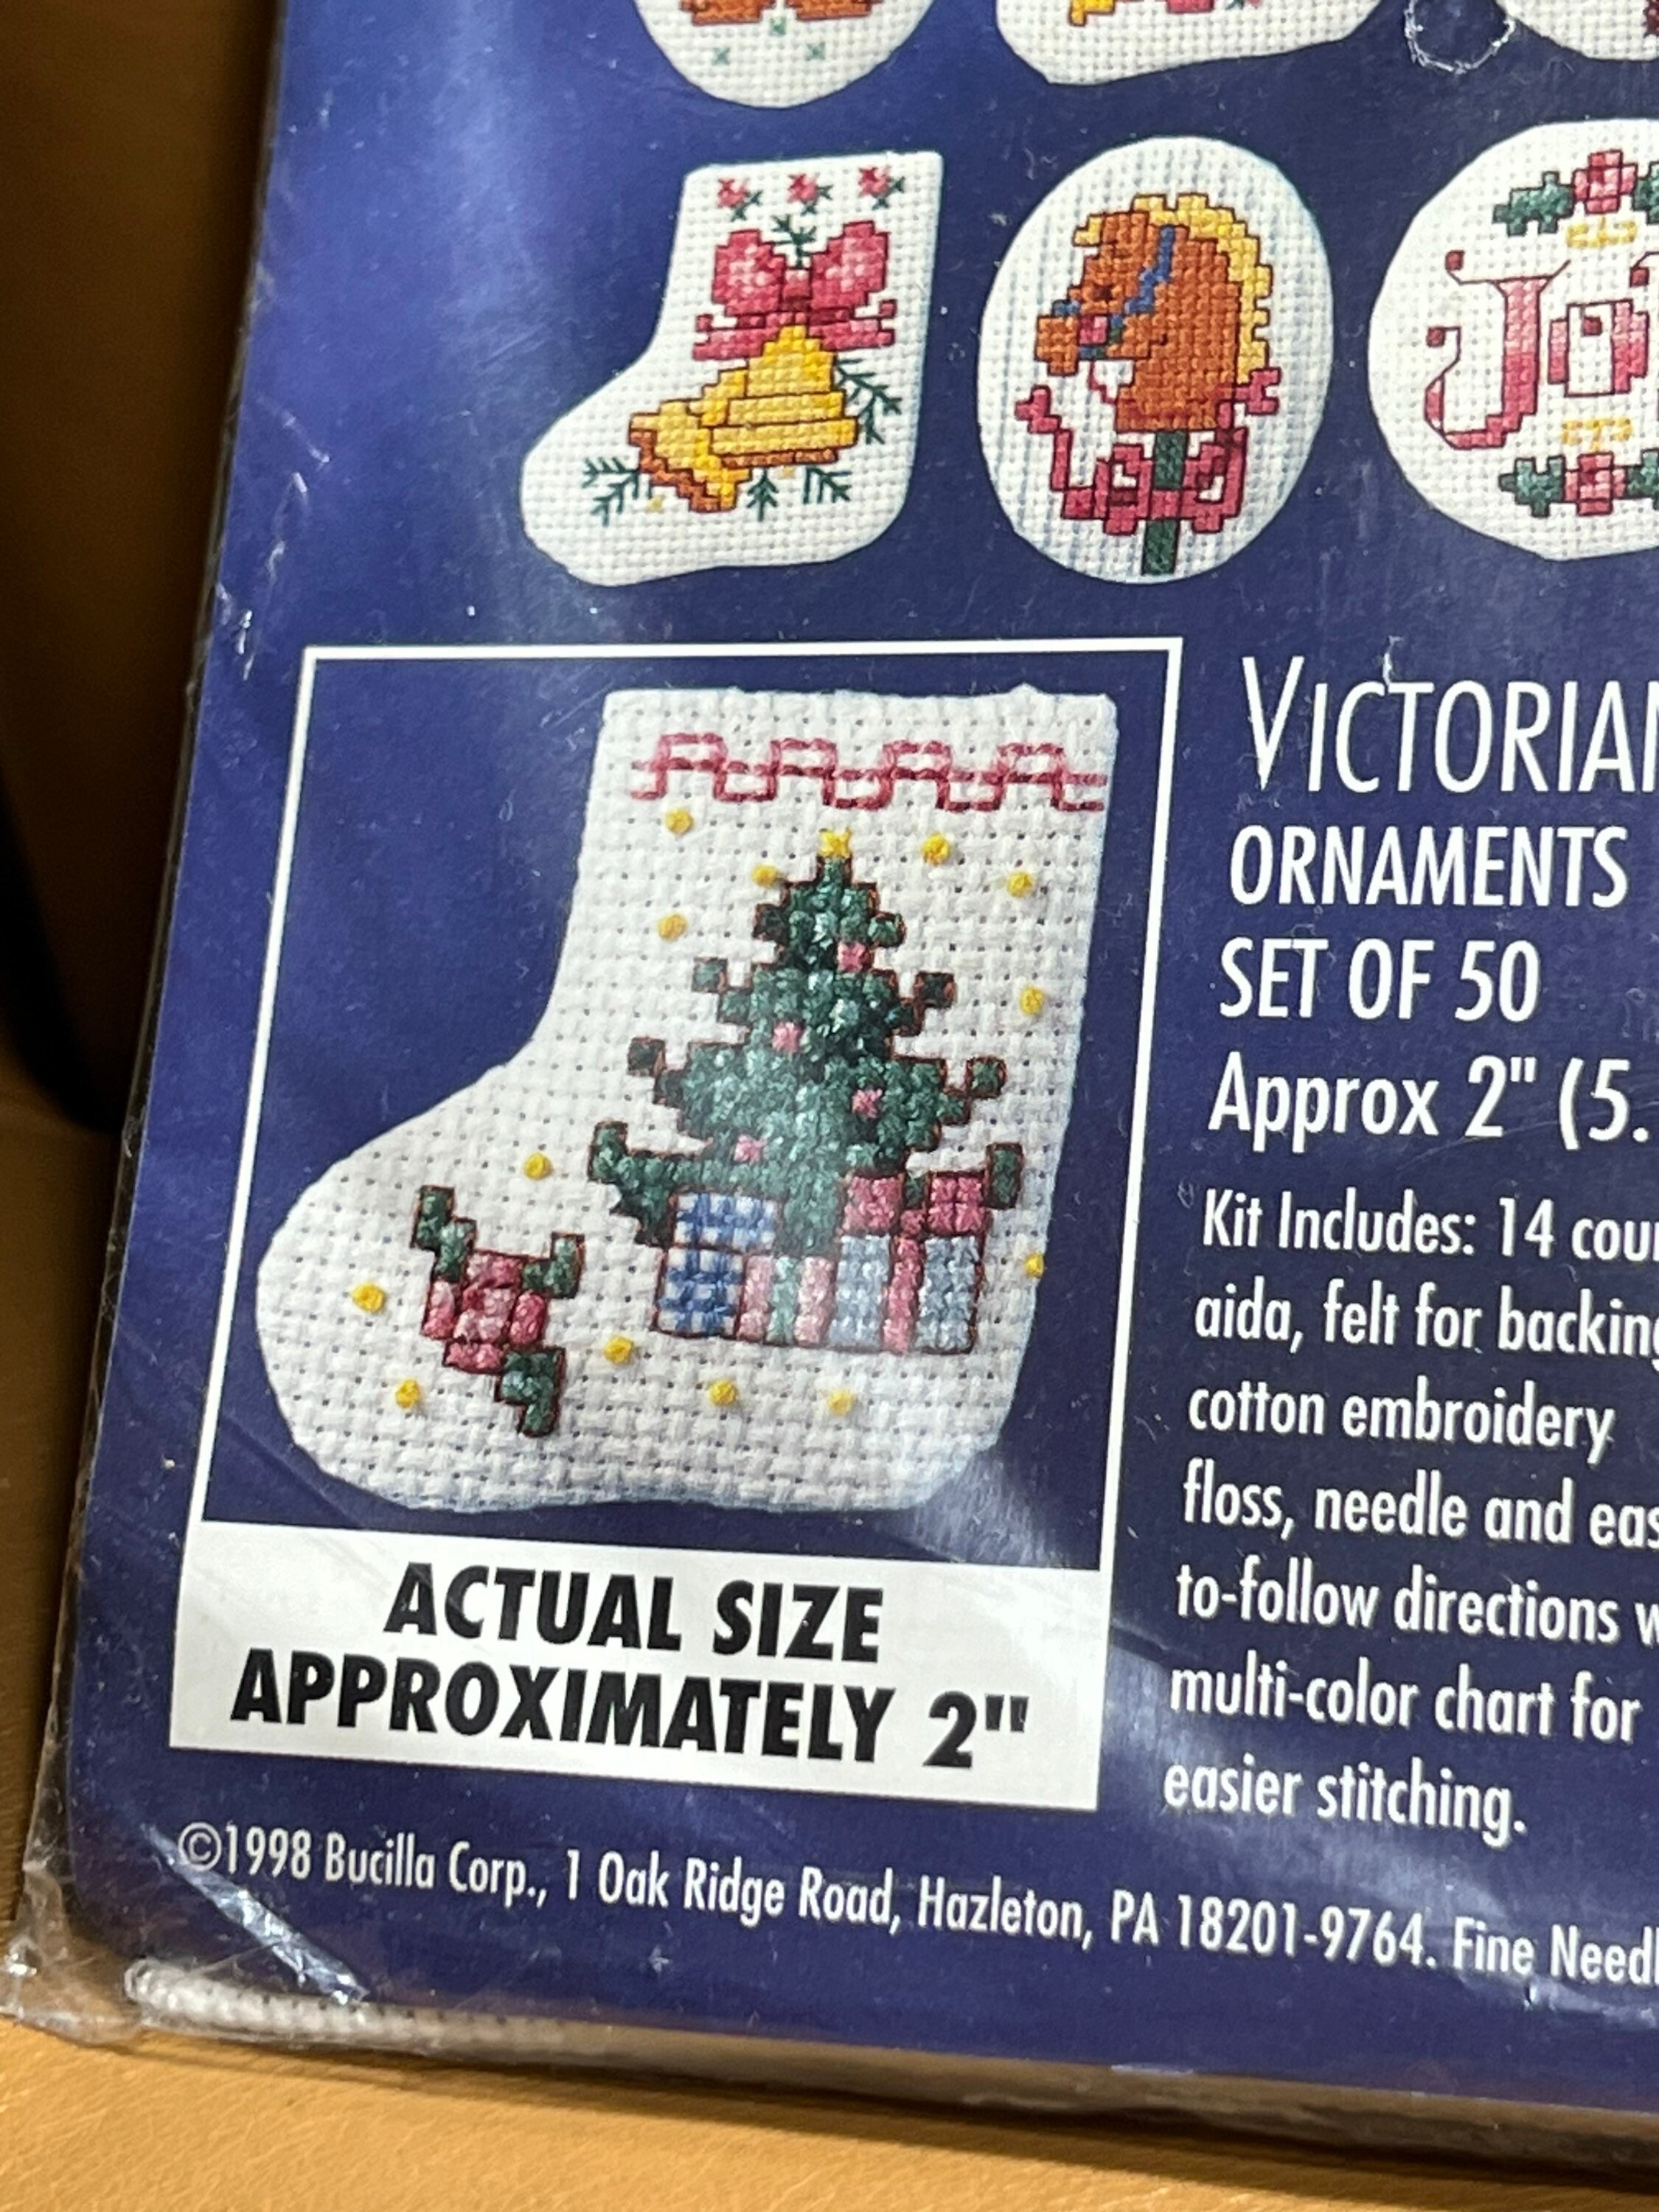 Joy
VICTORIAN
ORNAMENTS
SET OF 50
Approx 2" (5.
Kit Includes: 14 cou
aida, felt for backing
cotton embroidery
floss, needle and eas
to-follow directions w
multi-color chart for
easier stitching.
ACTUAL SIZE
APPROXIMATELY 2"
©1998 Bucilla Corp., 1 Oak Ridge Road, Hazleton, PA 18201-9764. Fine Needl